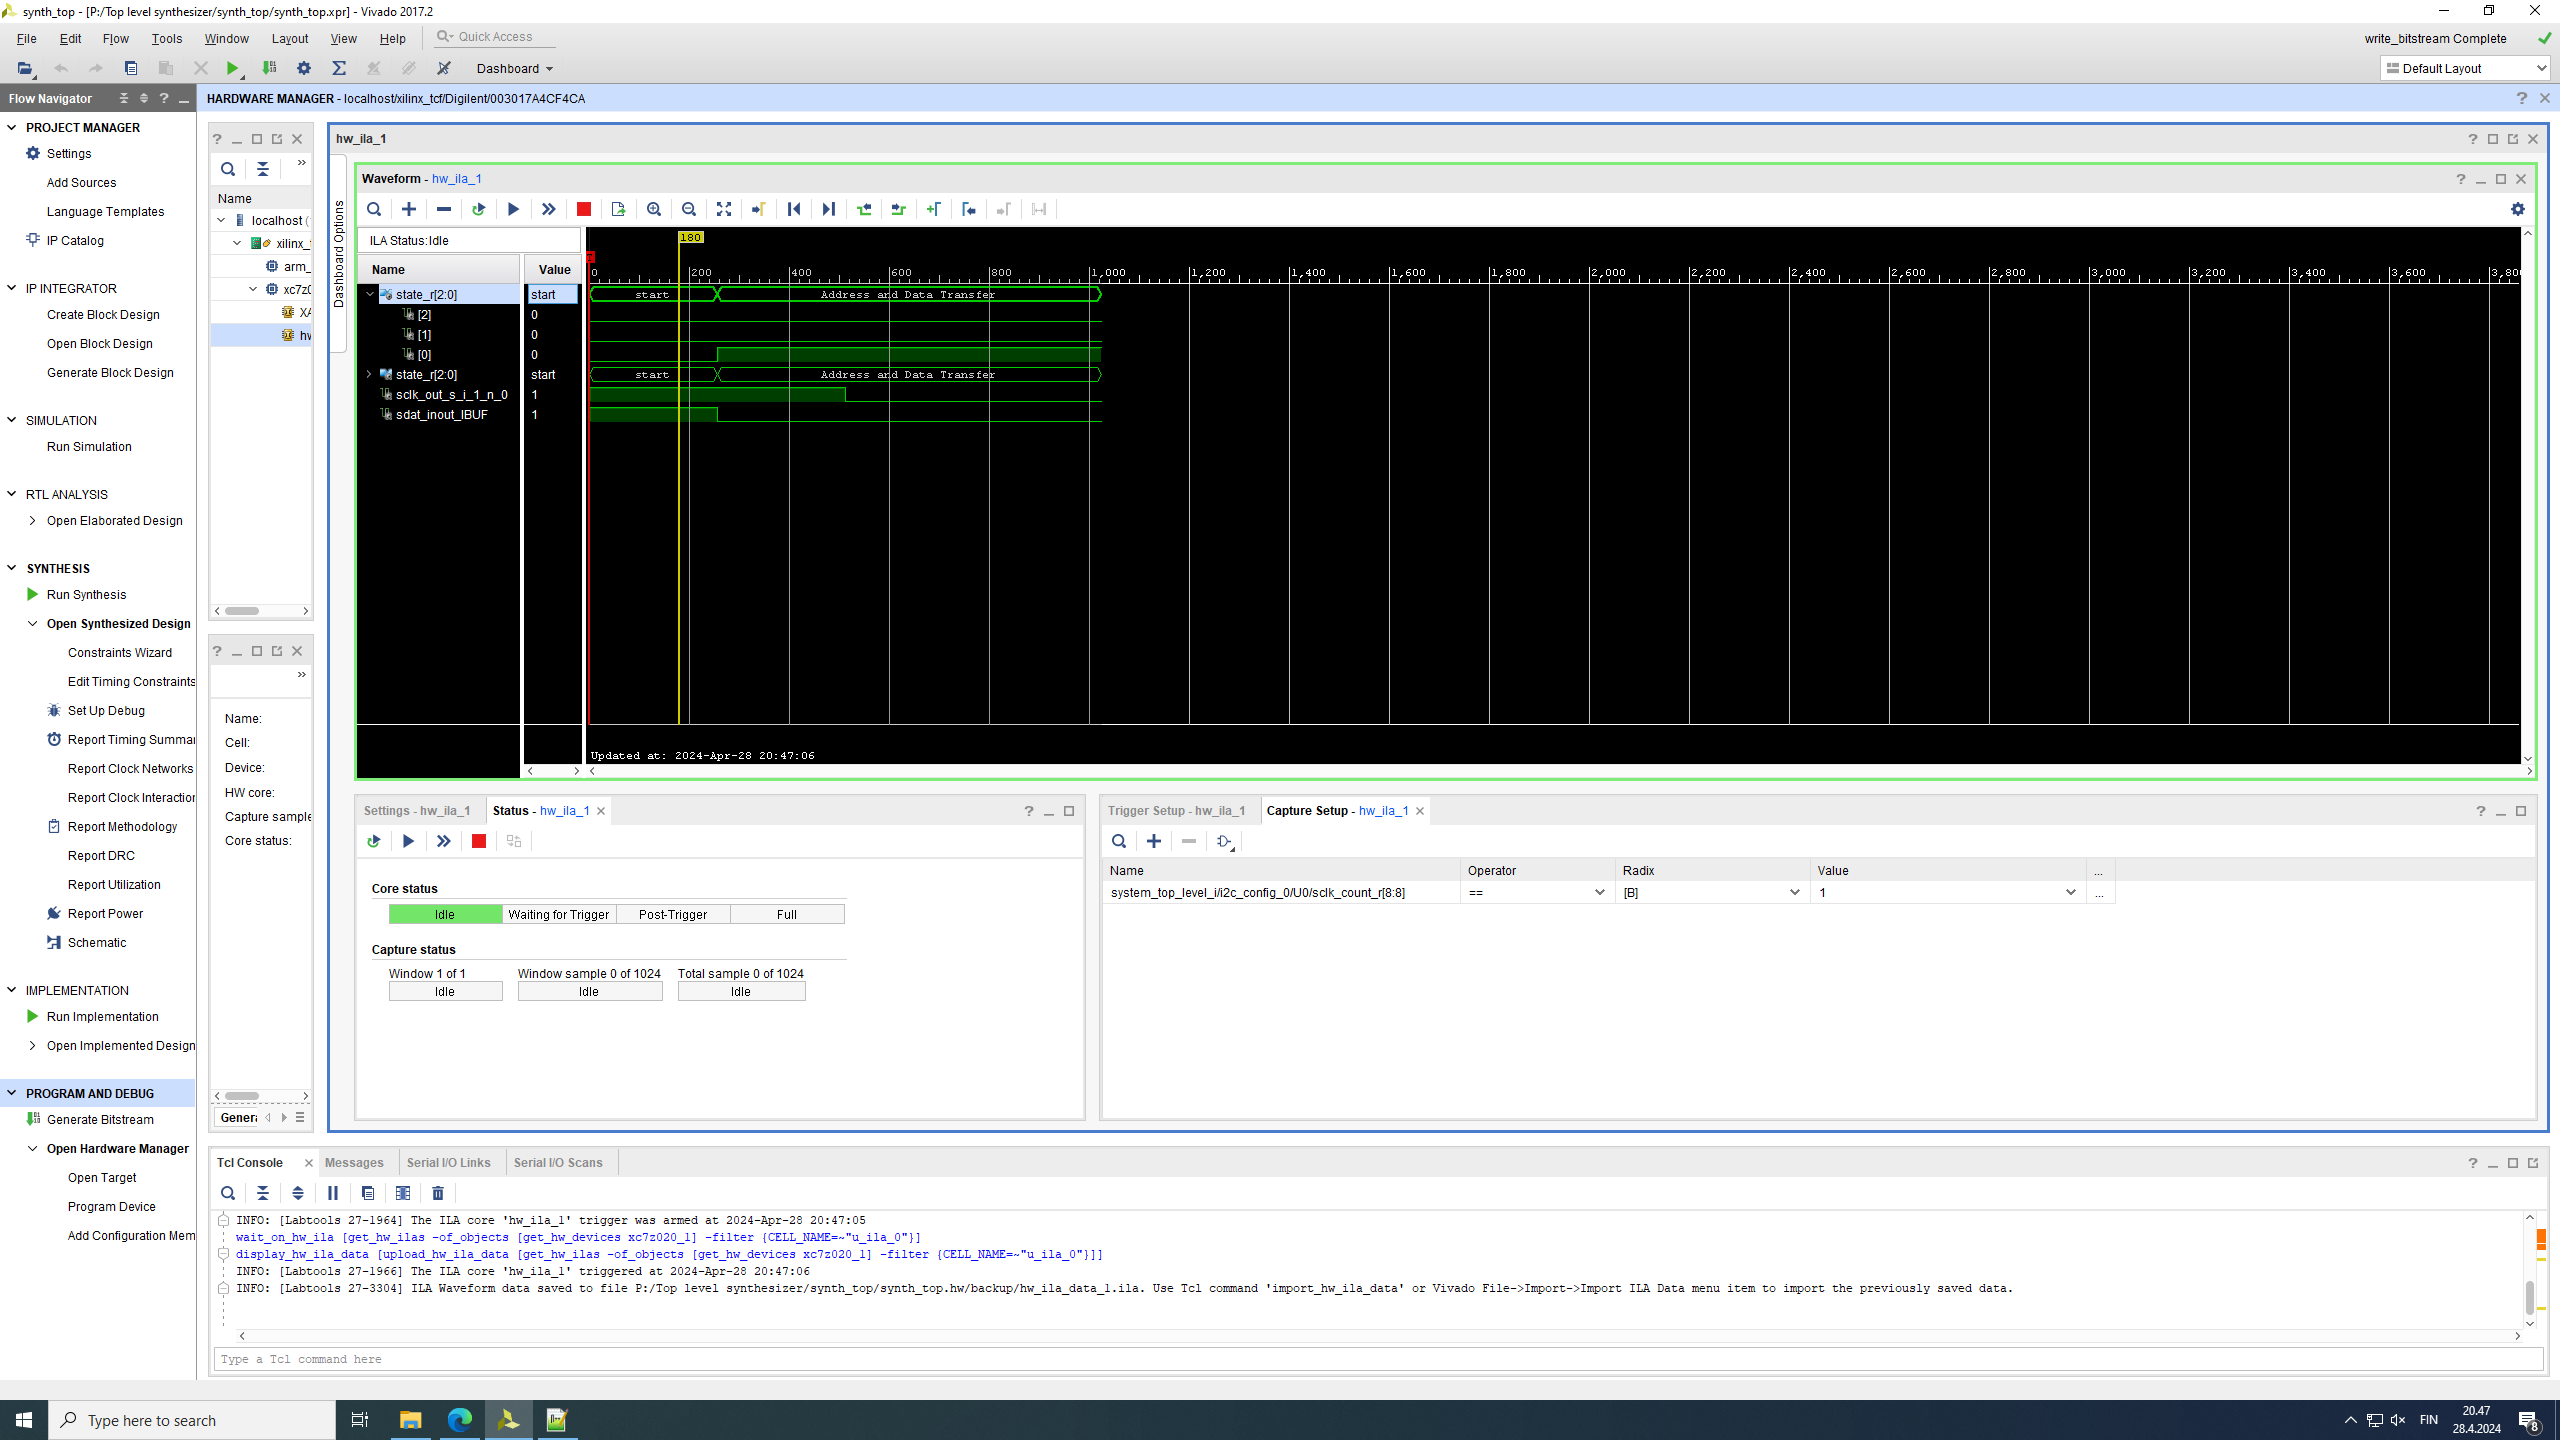 synth_top - [P:/Top level synthesizer/synth_top/synth_top.xpr] - Vivado 2017.2
File Edit Flow Tools Window Layout View Help Quick Access
write_bitstream Complete
Dashboard
Default Layout
Flow Navigator
HARDWARE MANAGER - localhost/xilinx_tcf/Digilent/003017A4CF4CA
PROJECT MANAGER
Settings
Add Sources
Language Templates
IP Catalog
IP INTEGRATOR
Create Block Design
Open Block Design
Generate Block Design
SIMULATION
Run Simulation
RTL ANALYSIS
Open Elaborated Design
SYNTHESIS
Run Synthesis
Open Synthesized Design
Constraints Wizard
Edit Timing Constraints
Set Up Debug
Report Timing Summar
Report Clock Networks
Report Clock Interaction
Report Methodology
Report DRC
Report Utilization
Report Power
Schematic
IMPLEMENTATION
Run Implementation
Open Implemented Design
PROGRAM AND DEBUG
Generate Bitstream
Open Hardware Manager
Open Target
Program Device
Add Configuration Mem
Name
localhost (
xilinx_t
arm_
xc7z0
XA
hw
Name:
Cell:
Device:
HW core:
Capture sample
Core status:
Genera
hw_ila_1
Dashboard Options
Waveform - hw_ila_1
ILA Status:Idle
Name Value
state_r[2:0] start
[2] 0
[1] 0
[0] 0
state_r[2:0] start
sclk_out_s_i_1_n_0 1
sdat_inout_IBUF 1
180
0 200 400 600 800 1,000 1,200 1,400 1,600 1,800 2,000 2,200 2,400 2,600 2,800 3,000 3,200 3,400 3,600 3,800
start Address and Data Transfer
start Address and Data Transfer
Updated at: 2024-Apr-28 20:47:06
Settings - hw_ila_1 Status - hw_ila_1
Core status
Idle Waiting for Trigger Post-Trigger Full
Capture status
Window 1 of 1 Window sample 0 of 1024 Total sample 0 of 1024
Idle Idle Idle
Trigger Setup - hw_ila_1 Capture Setup - hw_ila_1
Name Operator Radix Value ...
system_top_level_i/i2c_config_0/U0/sclk_count_r[8:8] == [B] 1 ...
Tcl Console Messages Serial I/O Links Serial I/O Scans
INFO: [Labtools 27-1964] The ILA core 'hw_ila_1' trigger was armed at 2024-Apr-28 20:47:05
wait_on_hw_ila [get_hw_ilas -of_objects [get_hw_devices xc7z020_1] -filter {CELL_NAME=~"u_ila_0"}]
display_hw_ila_data [upload_hw_ila_data [get_hw_ilas -of_objects [get_hw_devices xc7z020_1] -filter {CELL_NAME=~"u_ila_0"}]]
INFO: [Labtools 27-1966] The ILA core 'hw_ila_1' triggered at 2024-Apr-28 20:47:06
INFO: [Labtools 27-3304] ILA Waveform data saved to file P:/Top level synthesizer/synth_top/synth_top.hw/backup/hw_ila_data_1.ila. Use Tcl command 'import_hw_ila_data' or Vivado File->Import->Import ILA Data menu item to import the previously saved data.
Type a Tcl command here
Type here to search
FIN
20.47
28.4.2024
8